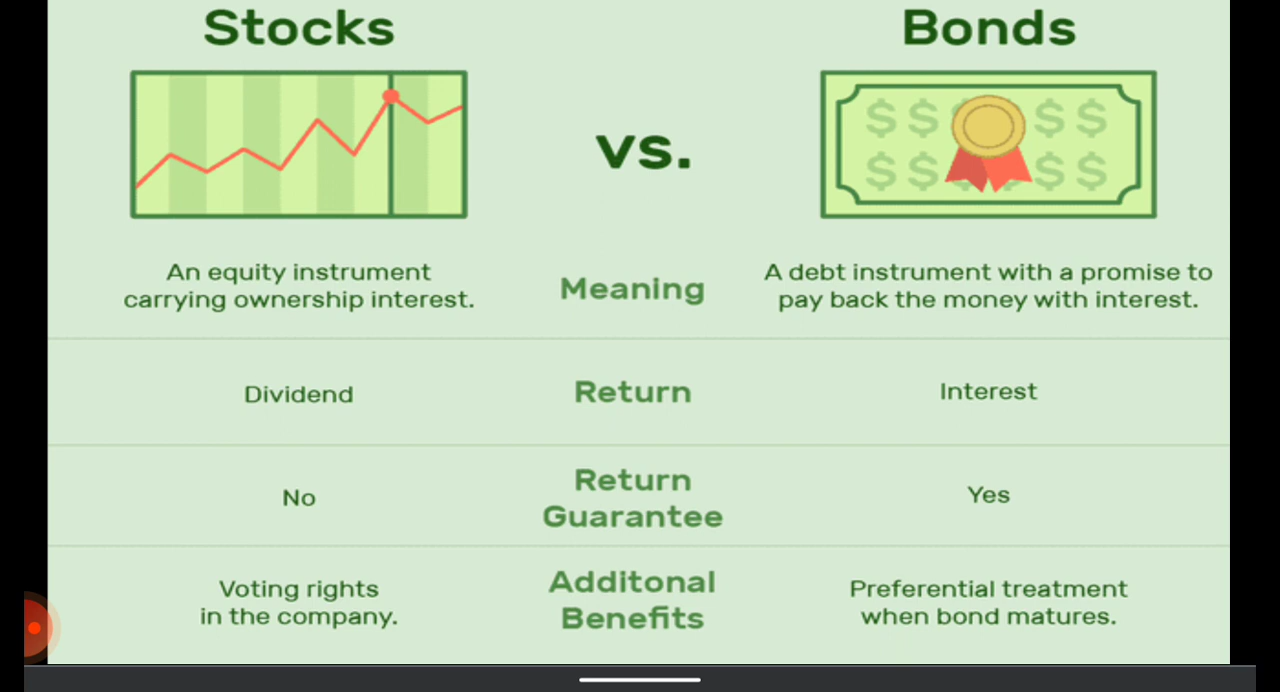 Stocks
Bonds
vs.
An equity instrument
carrying ownership interest.
Meaning
A debt instrument with a promise to
pay back the money with interest.
Dividend
Return
Interest
No
Return
Guarantee
Yes
Voting rights
in the company.
Additonal
Benefits
Preferential treatment
when bond matures.
$ $ $ $ $
$ $ $ $ $